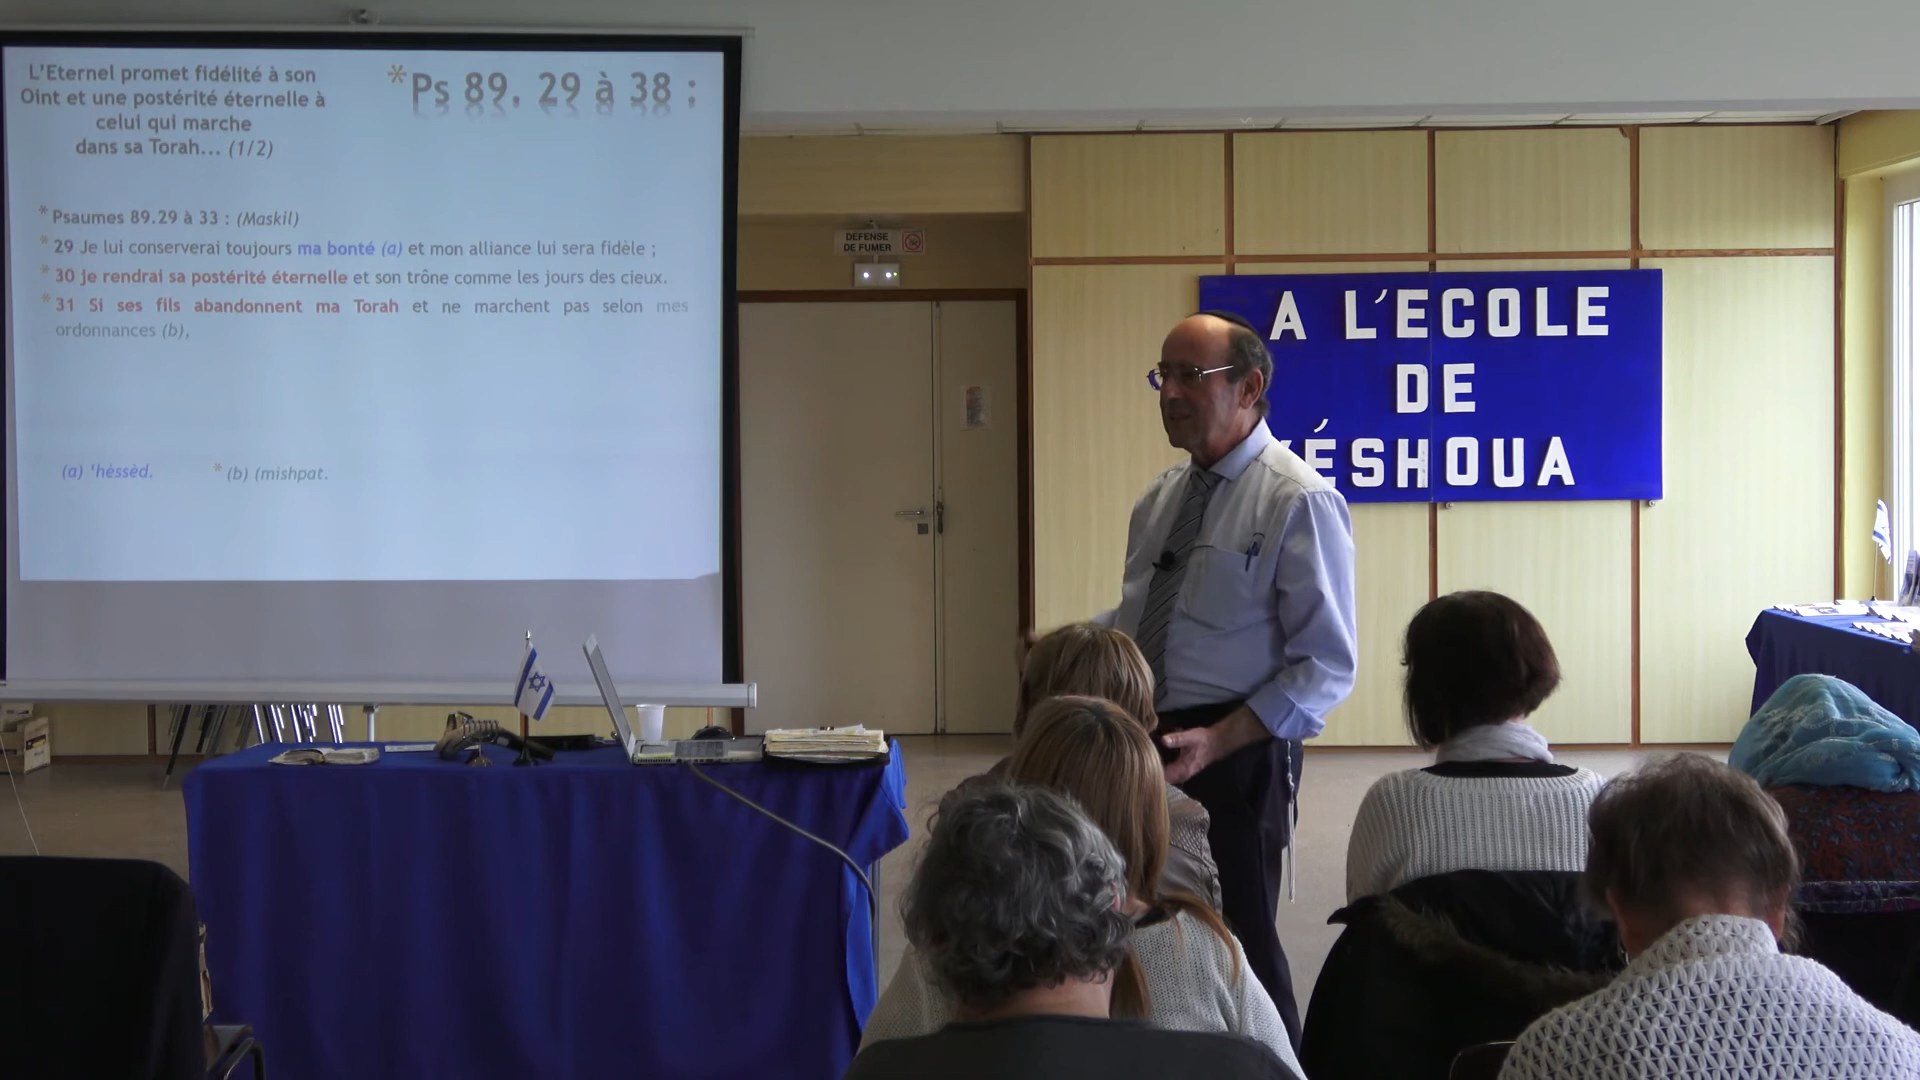 L'Eternel promet fidélité à son
Oint et une postérité éternelle à
celui qui marche
dans sa Torah... (1/2)
*Ps 89. 29 à 38 :
* Psaumes 89.29 à 33 : (Maskil)
* 29 Je lui conserverai toujours ma bonté (a) et mon alliance lui sera fidèle ;
* 30 je rendrai sa postérité éternelle et son trône comme les jours des cieux.
* 31 Si ses fils abandonnent ma Torah et ne marchent pas selon mes
ordonnances (b),
(a) 'hèssèd. * (b) (mishpat.
DEFENSE
DE FUMER
A L'ECOLE
DE
YÉSHOUA